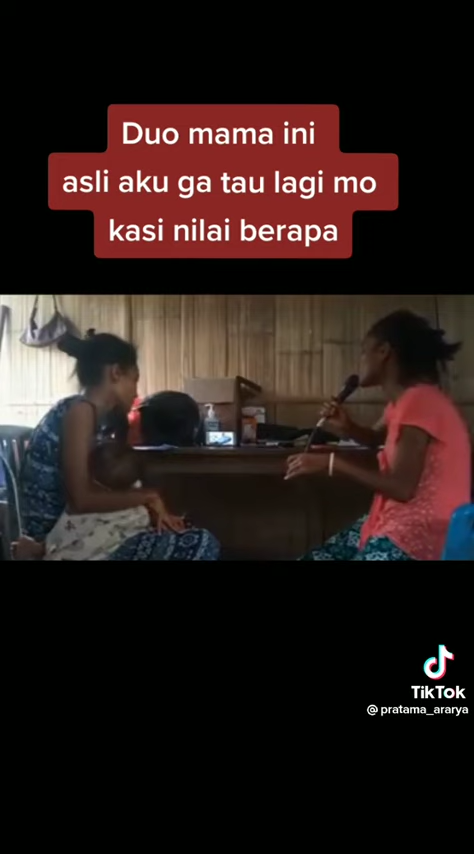 Duo mama ini
asli aku ga tau lagi mo
kasi nilai berapa
TikTok
@pratama_ararya